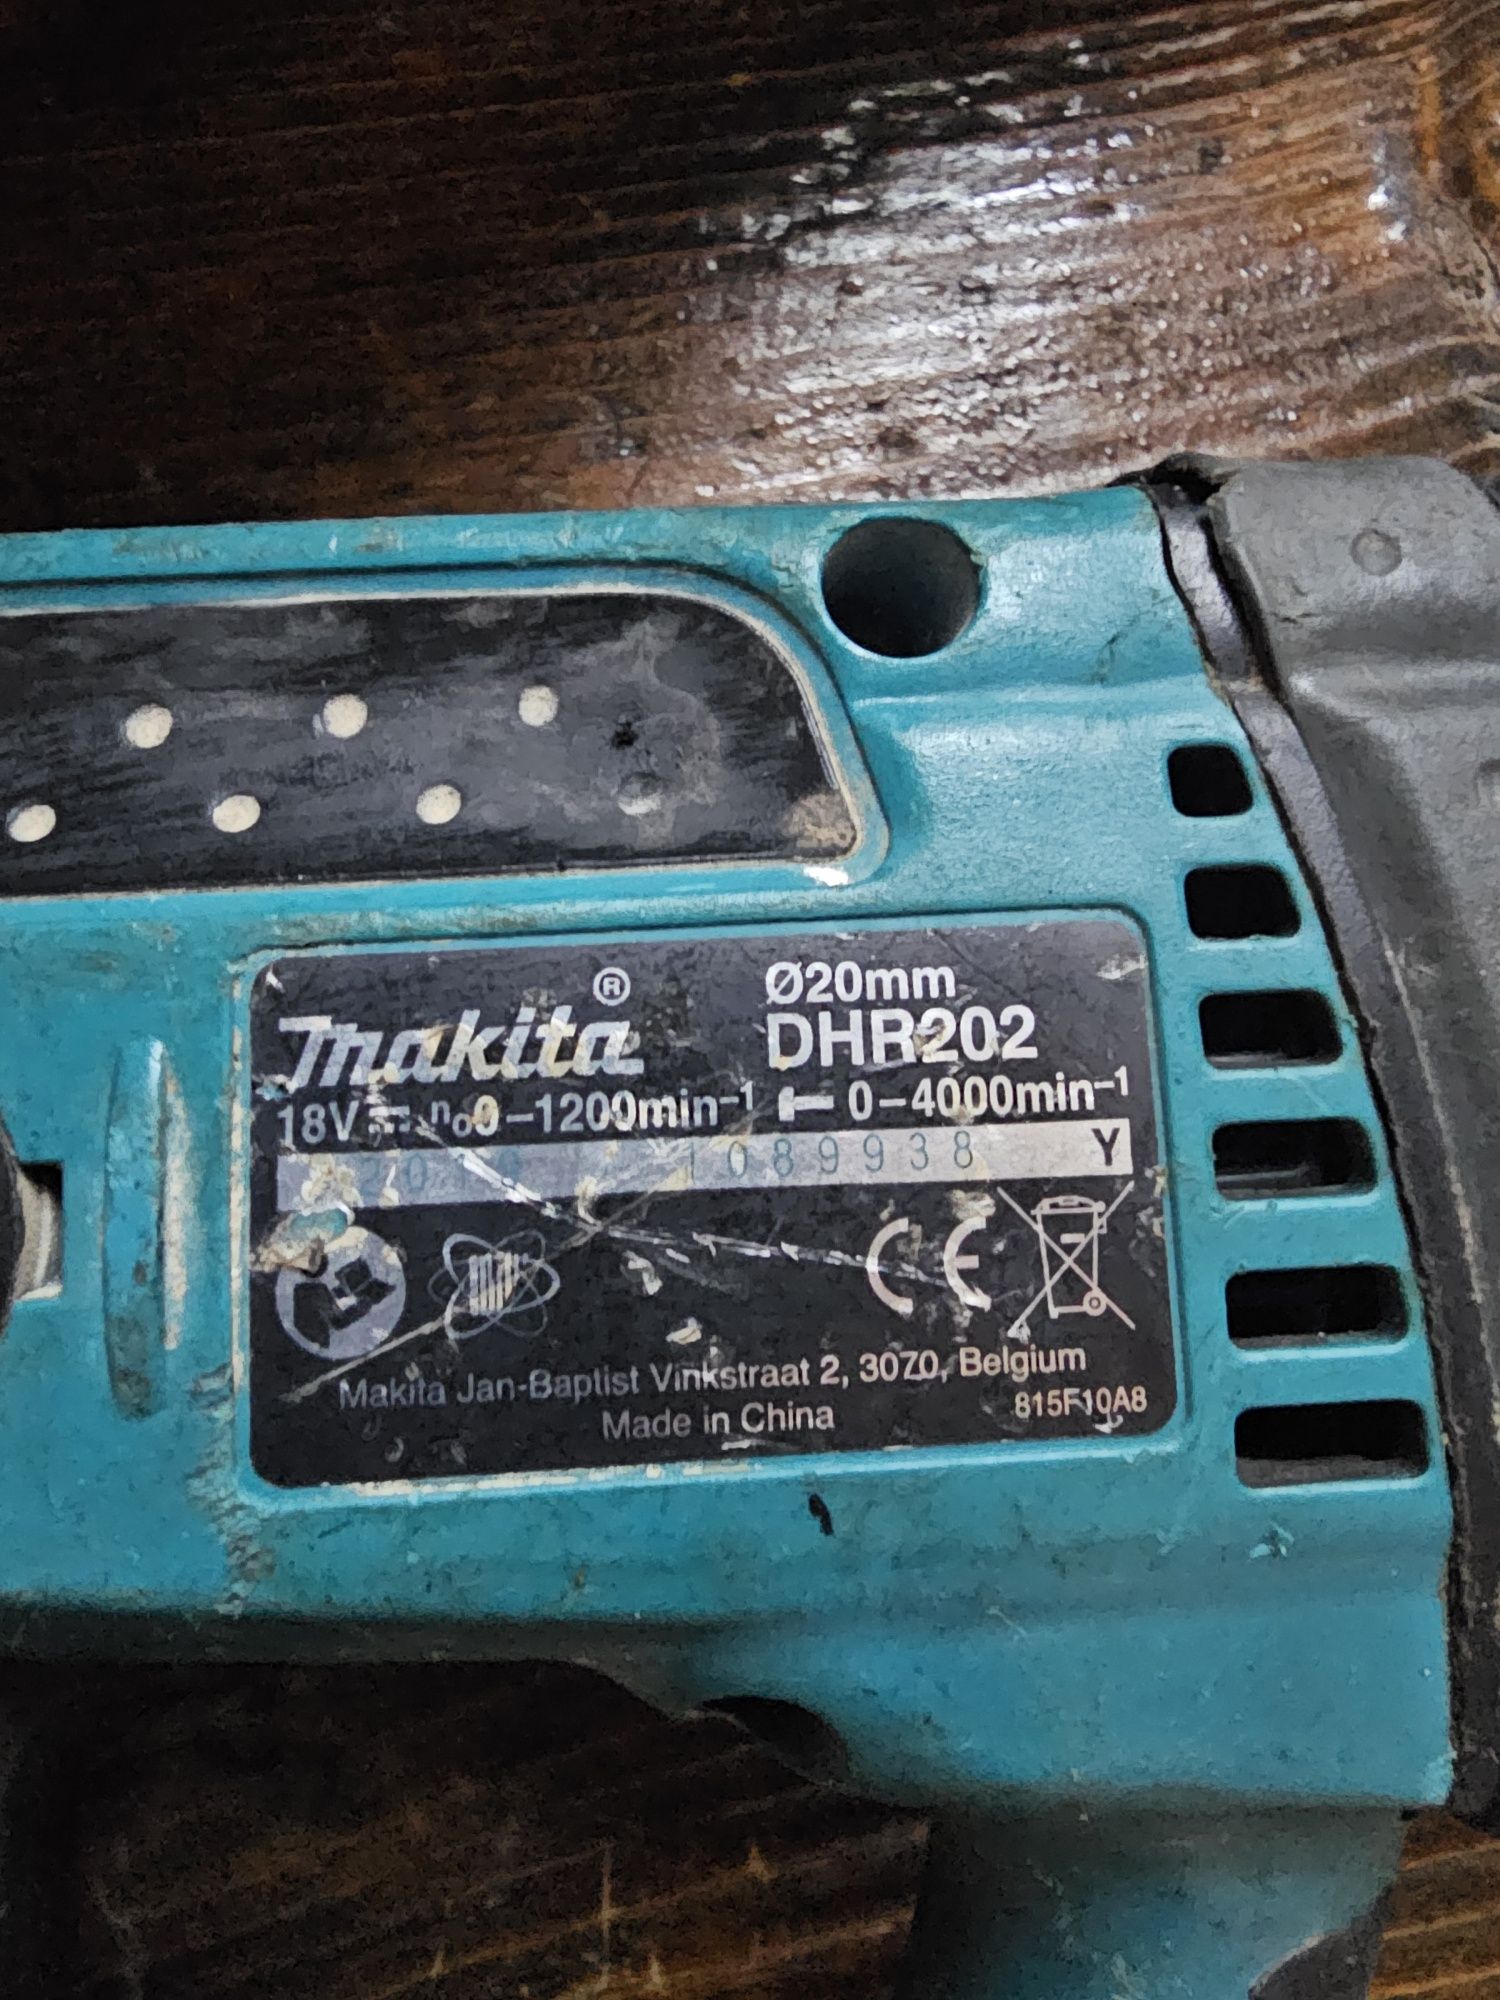 Makita® Ø20mm
DHR202
18V⎓ n₀0–1200min⁻¹ 0–4000min⁻¹
1089938 Y
CE
Makita Jan-Baptist Vinkstraat 2, 3070, Belgium
Made in China 815F10A8